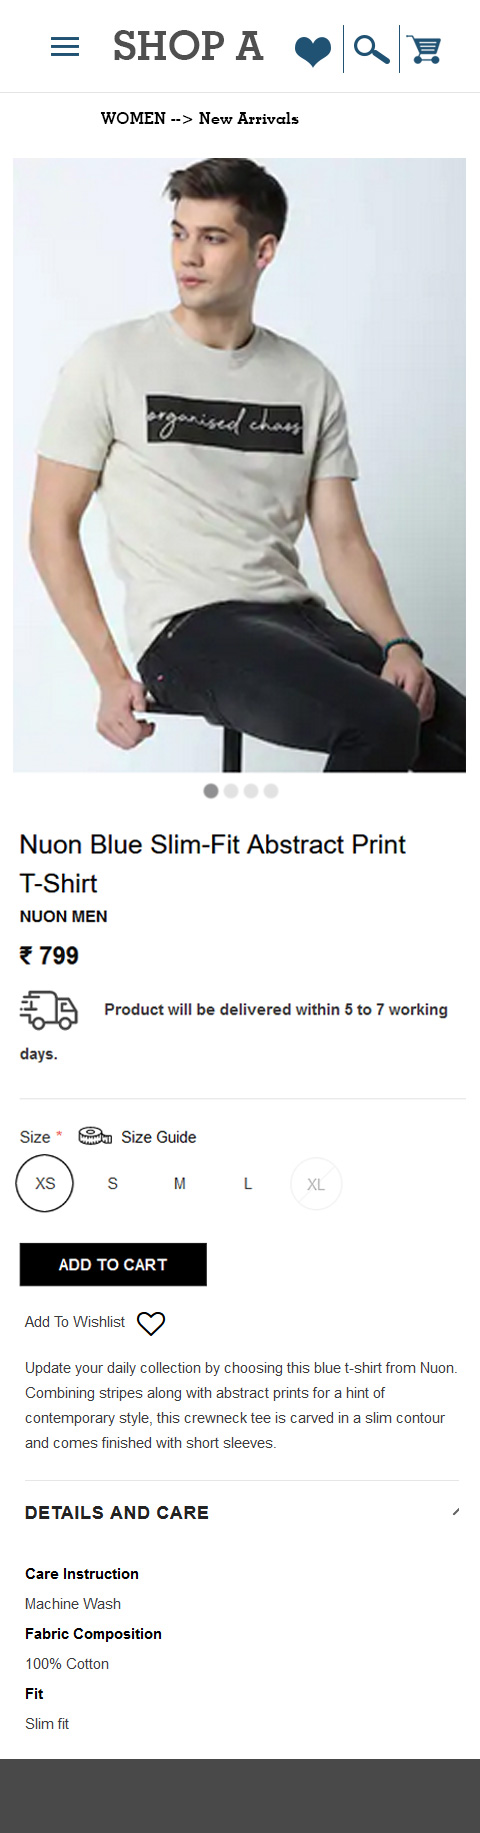 SHOP A
WOMEN --> New Arrivals
organised chaos
Nuon Blue Slim-Fit Abstract Print
T-Shirt
NUON MEN
₹ 799
Product will be delivered within 5 to 7 working
days.
Size * Size Guide
XS S M L XL
ADD TO CART
Add To Wishlist
Update your daily collection by choosing this blue t-shirt from Nuon.
Combining stripes along with abstract prints for a hint of
contemporary style, this crewneck tee is carved in a slim contour
and comes finished with short sleeves.
DETAILS AND CARE
Care Instruction
Machine Wash
Fabric Composition
100% Cotton
Fit
Slim fit